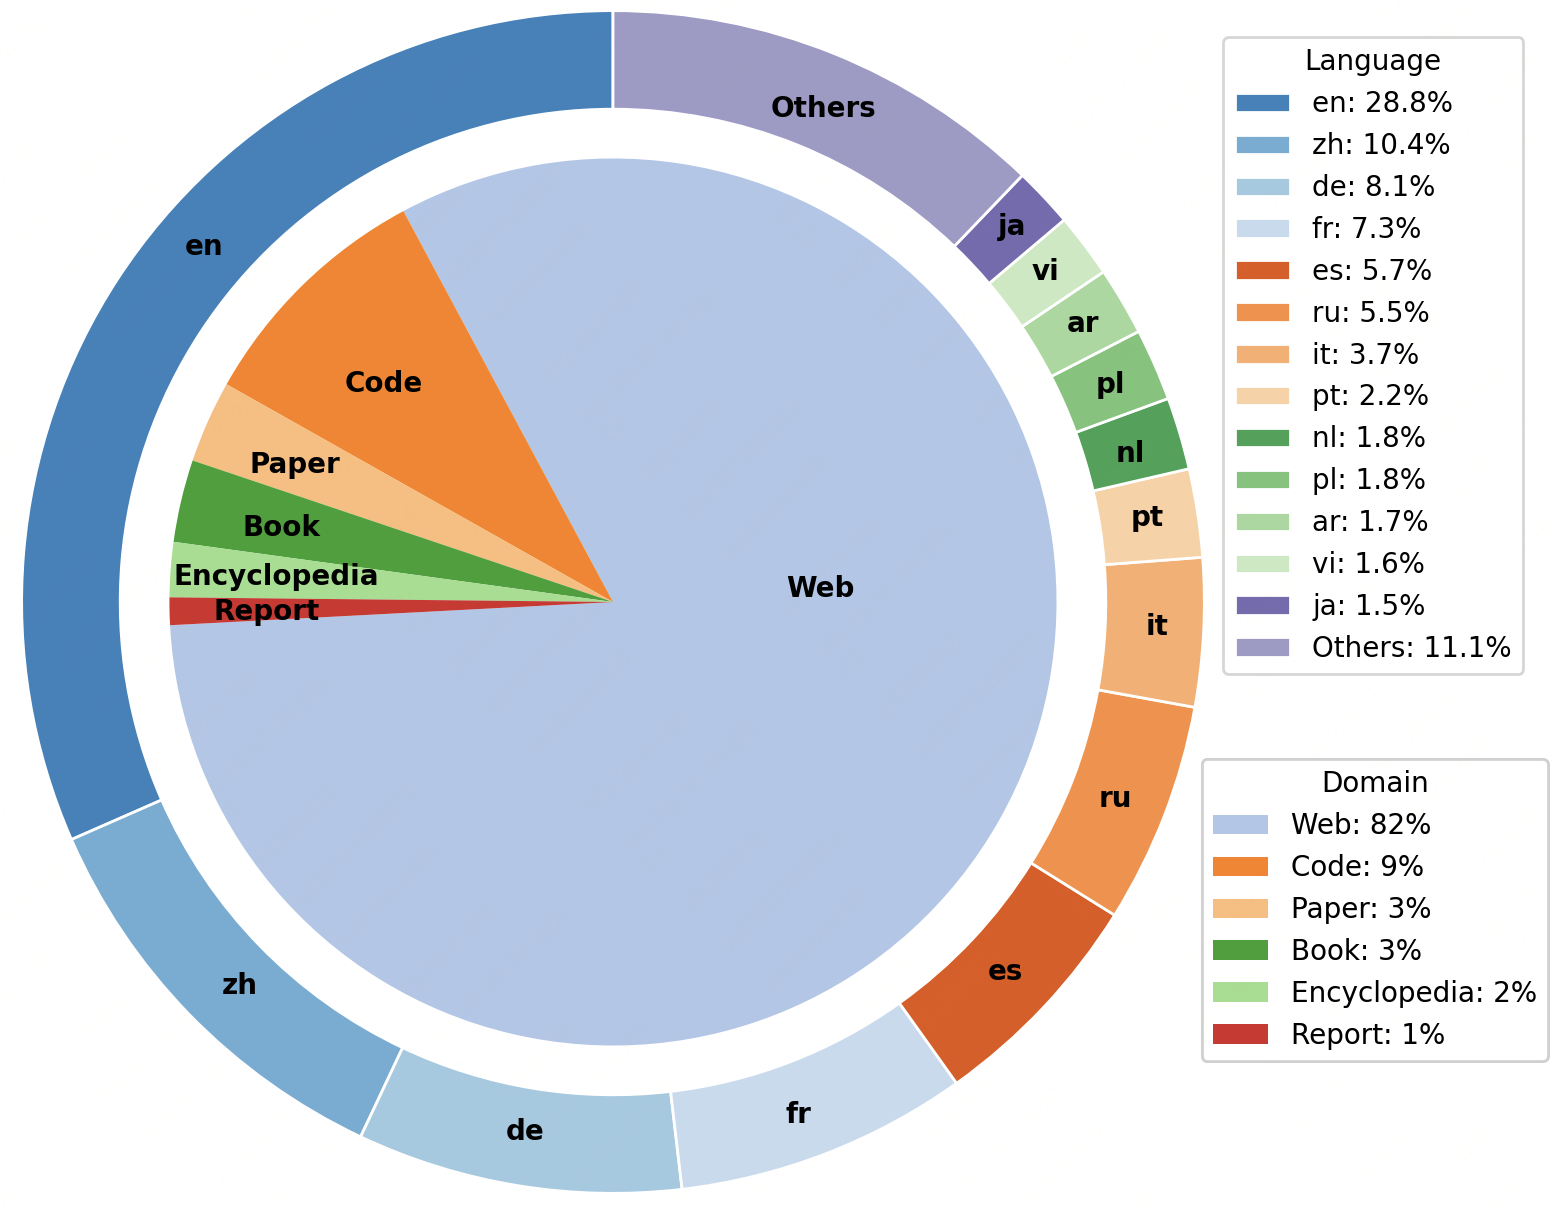 Others
ja
vi
ar
pl
nl
pt
it
ru
es
fr
de
zh
en
Code
Paper
Book
Encyclopedia
Report
Web
Language
en: 28.8%
zh: 10.4%
de: 8.1%
fr: 7.3%
es: 5.7%
ru: 5.5%
it: 3.7%
pt: 2.2%
nl: 1.8%
pl: 1.8%
ar: 1.7%
vi: 1.6%
ja: 1.5%
Others: 11.1%
Domain
Web: 82%
Code: 9%
Paper: 3%
Book: 3%
Encyclopedia: 2%
Report: 1%